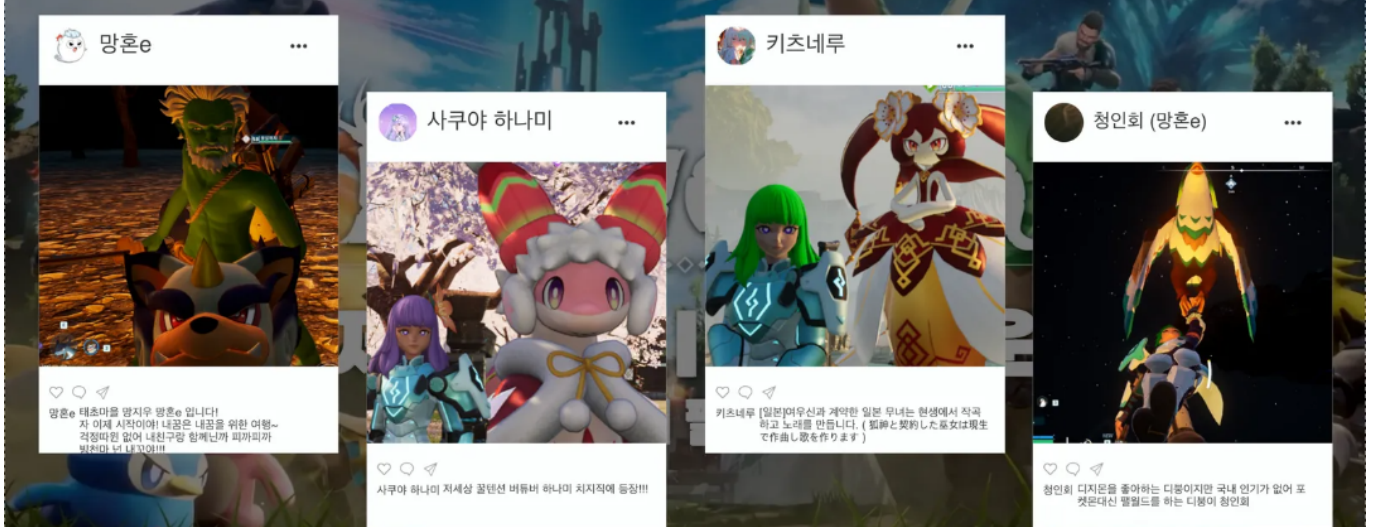 망혼e
태초마을 망지우 망혼e 입니다!
자 이제 시작이야! 내꿈은 내꿈을 위한 여행~
걱정따윈 없어 내친구랑 함께닌까 피까피까
사쿠야 하나미
사쿠야 하나미 저세상 꿀텐션 버튜버 하나미 치지직에 등장!!!
키츠네루
키츠네루 [일본]여우신과 계약한 일본 무녀는 현생에서 작곡
하고 노래를 만듭니다. ( 狐神と契約した巫女は現生
で作曲し歌を作ります )
청인회 (망혼e)
청인회 디지몬을 좋아하는 디붕이지만 국내 인기가 없어 포
켓몬대신 팰월드를 하는 디붕이 청인회